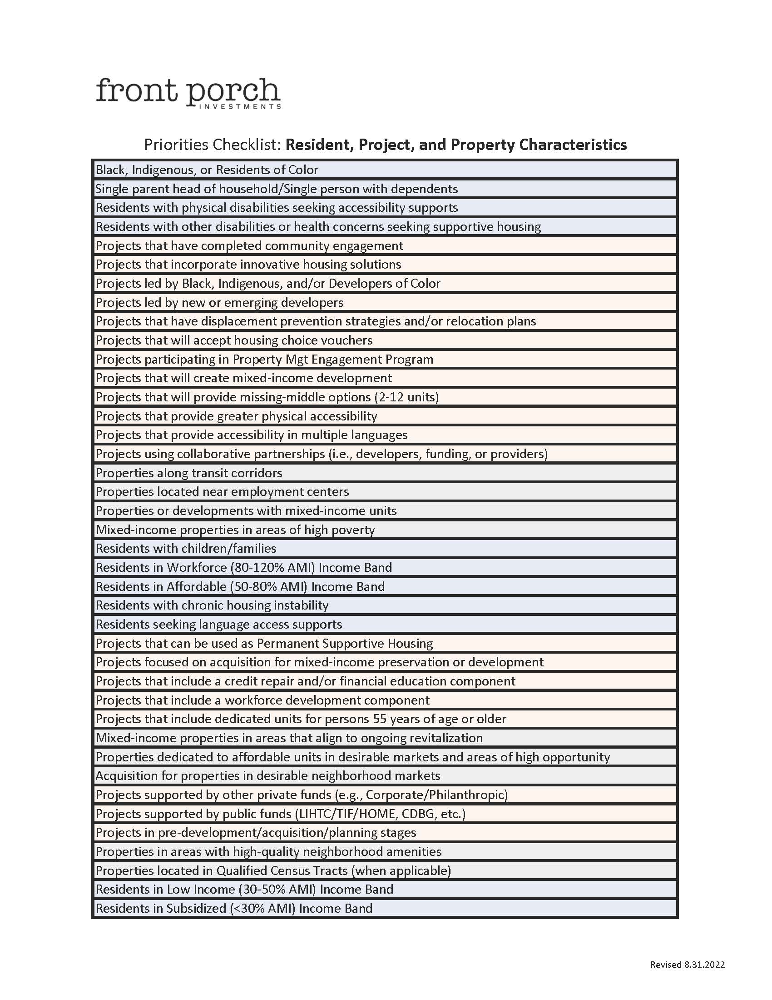 front porch
INVESTMENTS
Priorities Checklist: Resident, Project, and Property Characteristics
Black, Indigenous, or Residents of Color
Single parent head of household/Single person with dependents
Residents with physical disabilities seeking accessibility supports
Residents with other disabilities or health concerns seeking supportive housing
Projects that have completed community engagement
Projects that incorporate innovative housing solutions
Projects led by Black, Indigenous, and/or Developers of Color
Projects led by new or emerging developers
Projects that have displacement prevention strategies and/or relocation plans
Projects that will accept housing choice vouchers
Projects participating in Property Mgt Engagement Program
Projects that will create mixed-income development
Projects that will provide missing-middle options (2-12 units)
Projects that provide greater physical accessibility
Projects that provide accessibility in multiple languages
Projects using collaborative partnerships (i.e., developers, funding, or providers)
Properties along transit corridors
Properties located near employment centers
Properties or developments with mixed-income units
Mixed-income properties in areas of high poverty
Residents with children/families
Residents in Workforce (80-120% AMI) Income Band
Residents in Affordable (50-80% AMI) Income Band
Residents with chronic housing instability
Residents seeking language access supports
Projects that can be used as Permanent Supportive Housing
Projects focused on acquisition for mixed-income preservation or development
Projects that include a credit repair and/or financial education component
Projects that include a workforce development component
Projects that include dedicated units for persons 55 years of age or older
Mixed-income properties in areas that align to ongoing revitalization
Properties dedicated to affordable units in desirable markets and areas of high opportunity
Acquisition for properties in desirable neighborhood markets
Projects supported by other private funds (e.g., Corporate/Philanthropic)
Projects supported by public funds (LIHTC/TIF/HOME, CDBG, etc.)
Projects in pre-development/acquisition/planning stages
Properties in areas with high-quality neighborhood amenities
Properties located in Qualified Census Tracts (when applicable)
Residents in Low Income (30-50% AMI) Income Band
Residents in Subsidized (<30% AMI) Income Band
Revised 8.31.2022